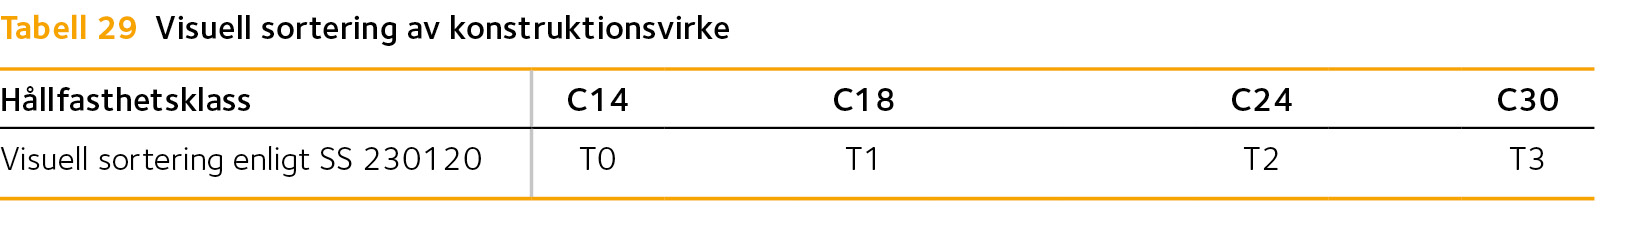 Tabell 29 Visuell sortering av konstruktionsvirke
Hållfasthetsklass C14 C18 C24 C30
Visuell sortering enligt SS 230120 T0 T1 T2 T3